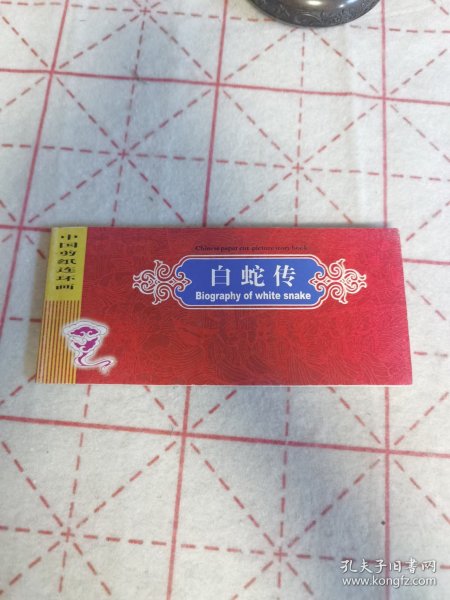 中国剪纸连环画
Chinese paper cut-picture story book
白蛇传
Biography of white snake
孔夫子旧书网
www.kongfz.com